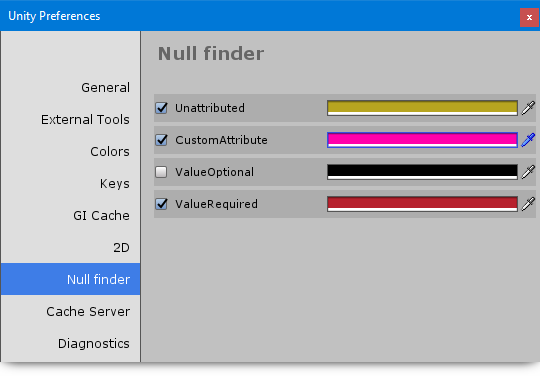 Unity Preferences
x
Null finder
General
External Tools
Colors
Keys
GI Cache
2D
Null finder
Cache Server
Diagnostics
Unattributed
CustomAttribute
ValueOptional
ValueRequired